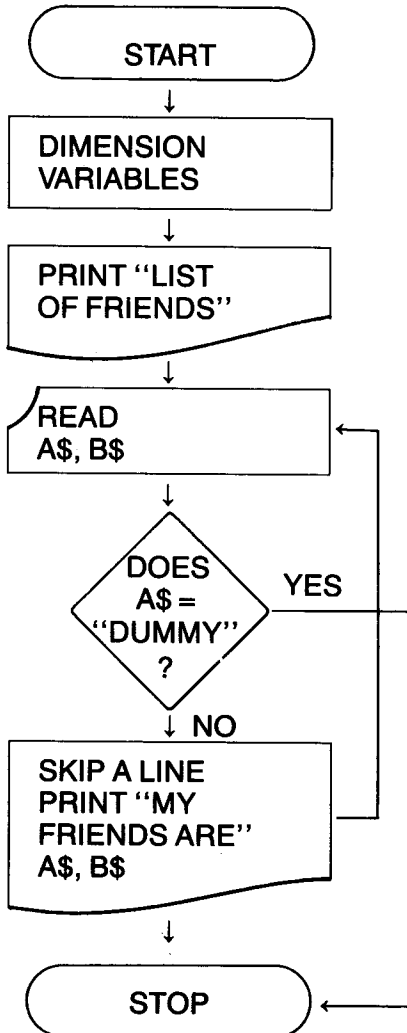 START
DIMENSION
VARIABLES
PRINT “LIST
OF FRIENDS”
READ
A$, B$
DOES
A$ =
“DUMMY”
?
YES
NO
SKIP A LINE
PRINT “MY
FRIENDS ARE”
A$, B$
STOP